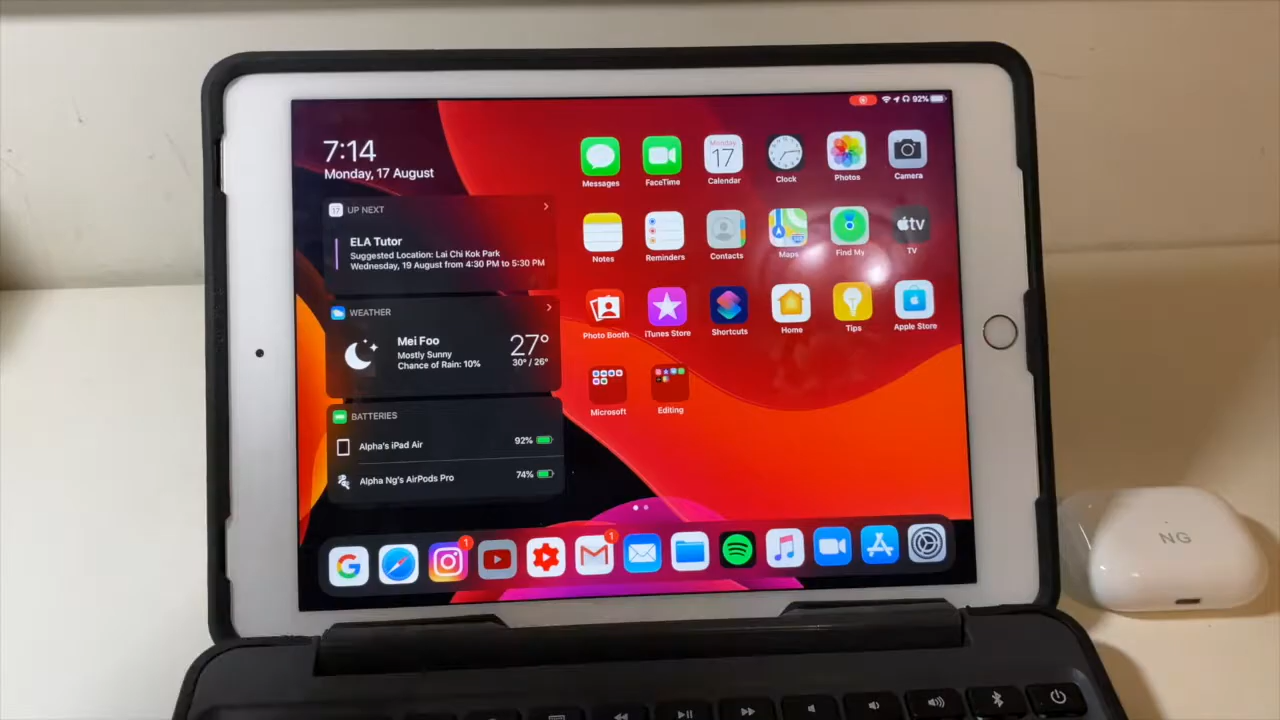 92%
7:14
Monday, 17 August
17 UP NEXT
ELA Tutor
Suggested Location: Lai Chi Kok Park
Wednesday, 19 August from 4:30 PM to 5:30 PM
WEATHER
Mei Foo
Mostly Sunny
Chance of Rain: 10%
27°
30° / 26°
BATTERIES
Alpha's iPad Air
92%
Alpha Ng's AirPods Pro
74%
Monday
17
Messages
FaceTime
Calendar
Clock
Photos
Camera
tv
Notes
Reminders
Contacts
Maps
Find My
TV
Photo Booth
iTunes Store
Shortcuts
Home
Tips
Apple Store
Microsoft
Editing
G
1
1
NG